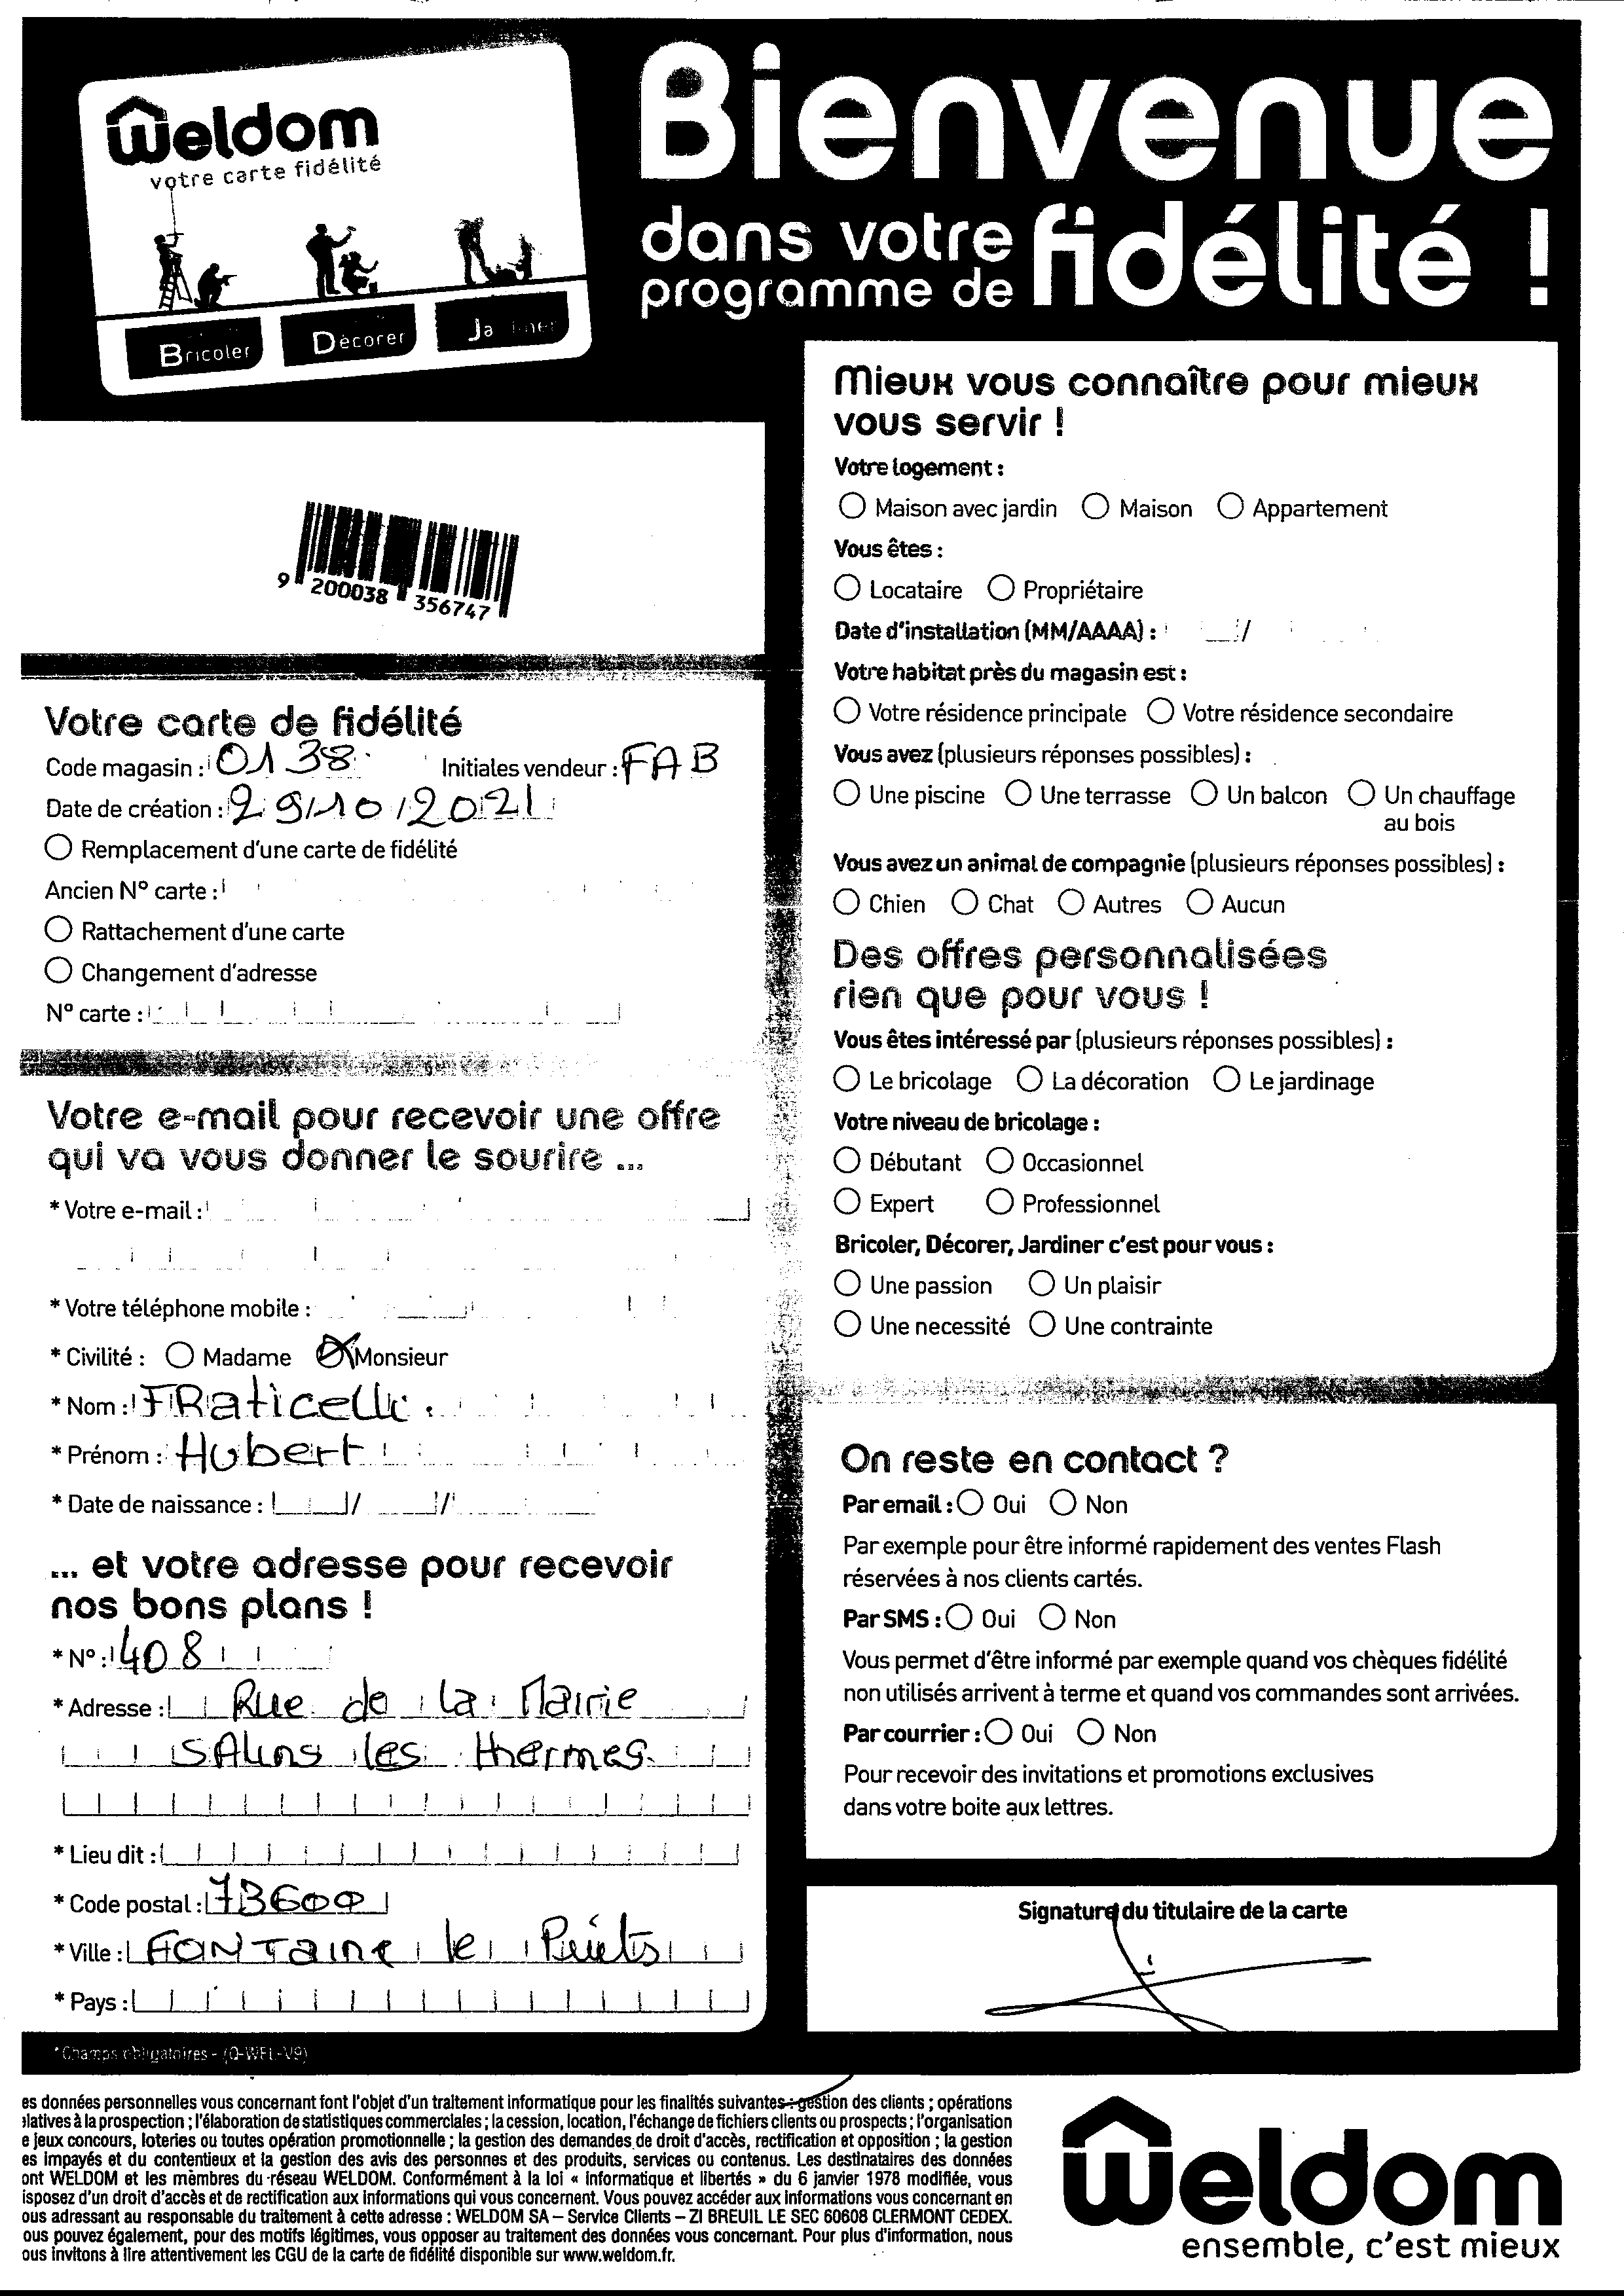 Weldom
votre carte fidélité
Bricoler
Décorer
Bienvenue
dans votre
programme de fidélité !
9 200038 356747
Votre carte de fidélité
Code magasin : 0138
Initiales vendeur : FAB
Date de création : 29/10/2021
Remplacement d'une carte de fidélité
Ancien N° carte :
Rattachement d'une carte
Changement d'adresse
N° carte :
Votre e-mail pour recevoir une offre
qui va vous donner le sourire ...
* Votre e-mail :
* Votre téléphone mobile :
* Civilité : Madame Monsieur
* Nom : FRaticelli
* Prénom : Hubert
* Date de naissance : / /
... et votre adresse pour recevoir
nos bons plans !
* N° : 408
* Adresse : Rue de la Mairie
SALins les thermes
* Lieu dit :
* Code postal : 73600
* Ville : FONTaine le Puits
* Pays :
* Champs obligatoires - (Q-WEL-V9)
Mieux vous connaître pour mieux
vous servir !
Votre logement :
Maison avec jardin Maison Appartement
Vous êtes :
Locataire Propriétaire
Date d'installation (MM/AAAA) : /
Votre habitat près du magasin est :
Votre résidence principale Votre résidence secondaire
Vous avez (plusieurs réponses possibles) :
Une piscine Une terrasse Un balcon Un chauffage
au bois
Vous avez un animal de compagnie (plusieurs réponses possibles) :
Chien Chat Autres Aucun
Des offres personnalisées
rien que pour vous !
Vous êtes intéressé par (plusieurs réponses possibles) :
Le bricolage La décoration Le jardinage
Votre niveau de bricolage :
Débutant Occasionnel
Expert Professionnel
Bricoler, Décorer, Jardiner c'est pour vous :
Une passion Un plaisir
Une necessité Une contrainte
On reste en contact ?
Par email : Oui Non
Par exemple pour être informé rapidement des ventes Flash
réservées à nos clients cartés.
Par SMS : Oui Non
Vous permet d'être informé par exemple quand vos chèques fidélité
non utilisés arrivent à terme et quand vos commandes sont arrivées.
Par courrier : Oui Non
Pour recevoir des invitations et promotions exclusives
dans votre boite aux lettres.
Signature du titulaire de la carte
es données personnelles vous concernant font l'objet d'un traitement informatique pour les finalités suivantes : gestion des clients ; opérations
latives à la prospection ; l'élaboration de statistiques commerciales ; la cession, location, l'échange de fichiers clients ou prospects ; l'organisation
e jeux concours, loteries ou toutes opération promotionnelle ; la gestion des demandes de droit d'accès, rectification et opposition ; la gestion
es impayés et du contentieux et la gestion des avis des personnes et des produits, services ou contenus. Les destinataires des données
ont WELDOM et les mèmbres du réseau WELDOM. Conformément à la loi « Informatique et libertés » du 6 janvier 1978 modifiée, vous
isposez d'un droit d'accès et de rectification aux informations qui vous concernent. Vous pouvez accéder aux informations vous concernant en
ous adressant au responsable du traitement à cette adresse : WELDOM SA – Service Clients – ZI BREUIL LE SEC 60608 CLERMONT CEDEX.
ous pouvez également, pour des motifs légitimes, vous opposer au traitement des données vous concernant. Pour plus d'information, nous
ous invitons à lire attentivement les CGU de la carte de fidélité disponible sur www.weldom.fr.
Weldom
ensemble, c'est mieux